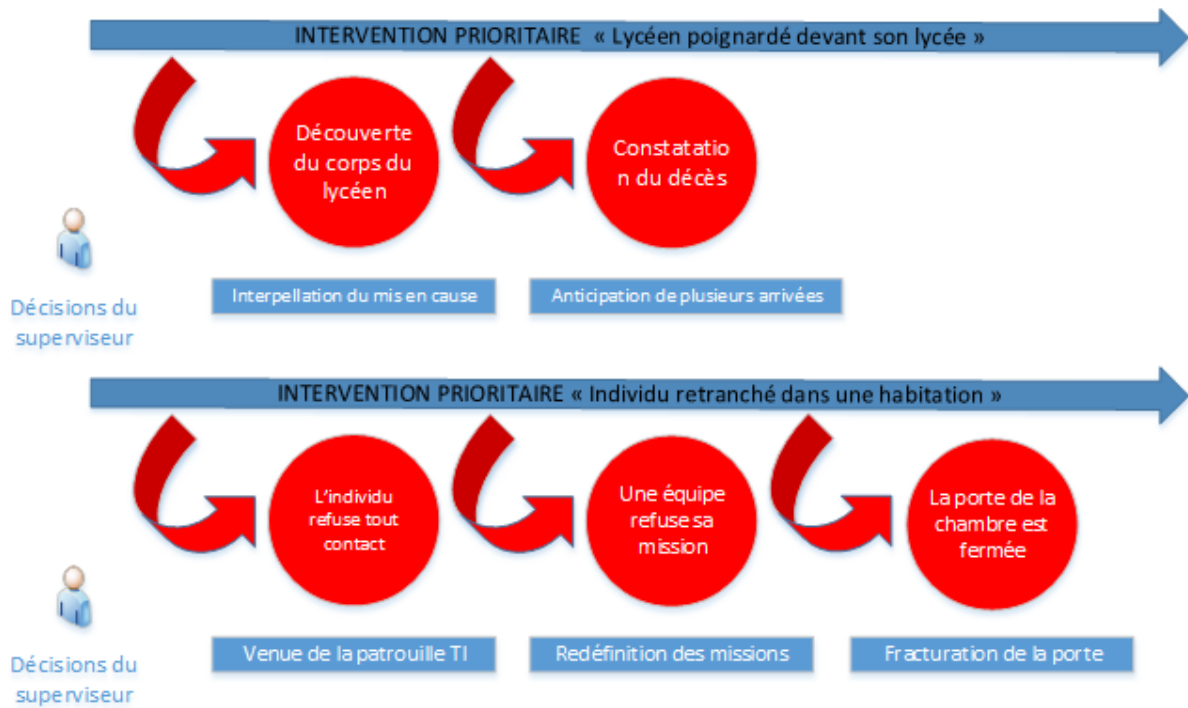 INTERVENTION PRIORITAIRE « Lycéen poignardé devant son lycée »
Découverte
du corps du
lycéen
Constatatio
n du décès
Décisions du
superviseur
Interpellation du mis en cause
Anticipation de plusieurs arrivées
INTERVENTION PRIORITAIRE « Individu retranché dans une habitation »
L'individu
refuse tout
contact
Une équipe
refuse sa
mission
La porte de la
chambre est
fermée
Décisions du
superviseur
Venue de la patrouille TI
Redéfinition des missions
Fracturation de la porte